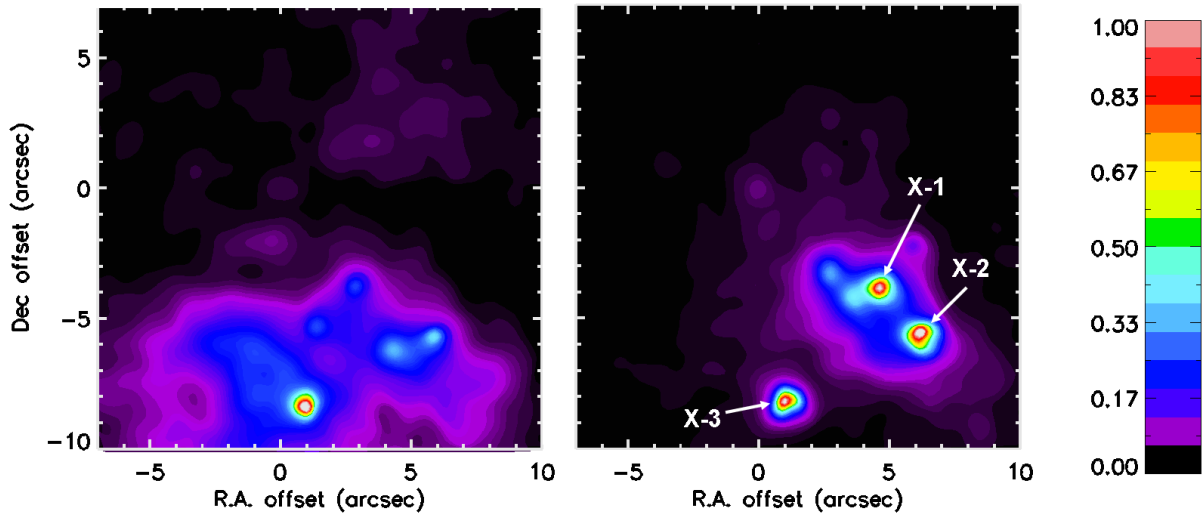 5
0
−5
−10
Dec offset (arcsec)
−5 0 5 10
R.A. offset (arcsec)
X-1
X-2
X-3
−5 0 5 10
R.A. offset (arcsec)
1.00
0.83
0.67
0.50
0.33
0.17
0.00